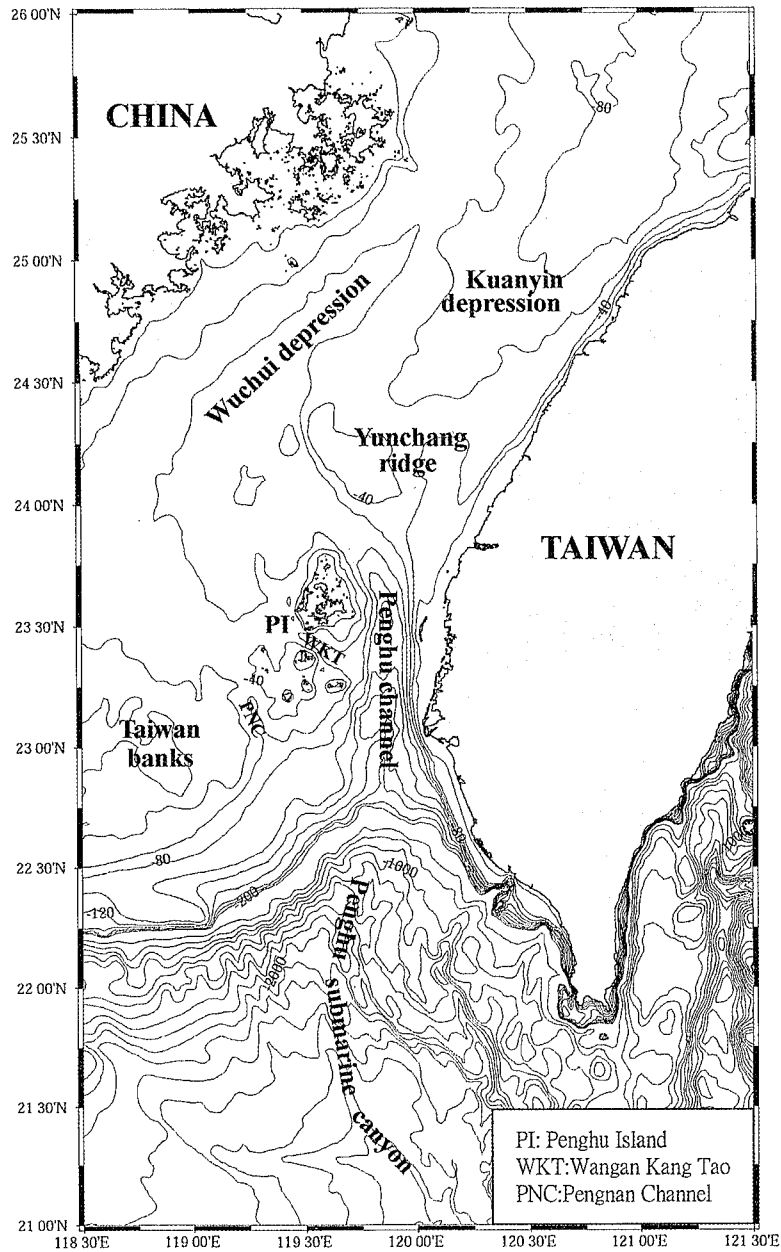 26 00'N
CHINA
-80
25 30'N
25 00'N
Kuanyin
depression
-40
Wuchui depression
24 30'N
Yunchang
ridge
-40
24 00'N
TAIWAN
23 30'N
PI
WKT
Penghu channel
-40
PNC
Taiwan
banks
23 00'N
-80
22 30'N
-80
-200
-1000
-120
Penghu submarine canyon
-2000
22 00'N
21 30'N
PI: Penghu Island
WKT:Wangan Kang Tao
PNC:Pengnan Channel
21 00'N
118 30'E 119 00'E 119 30'E 120 00'E 120 30'E 121 00'E 121 30'E